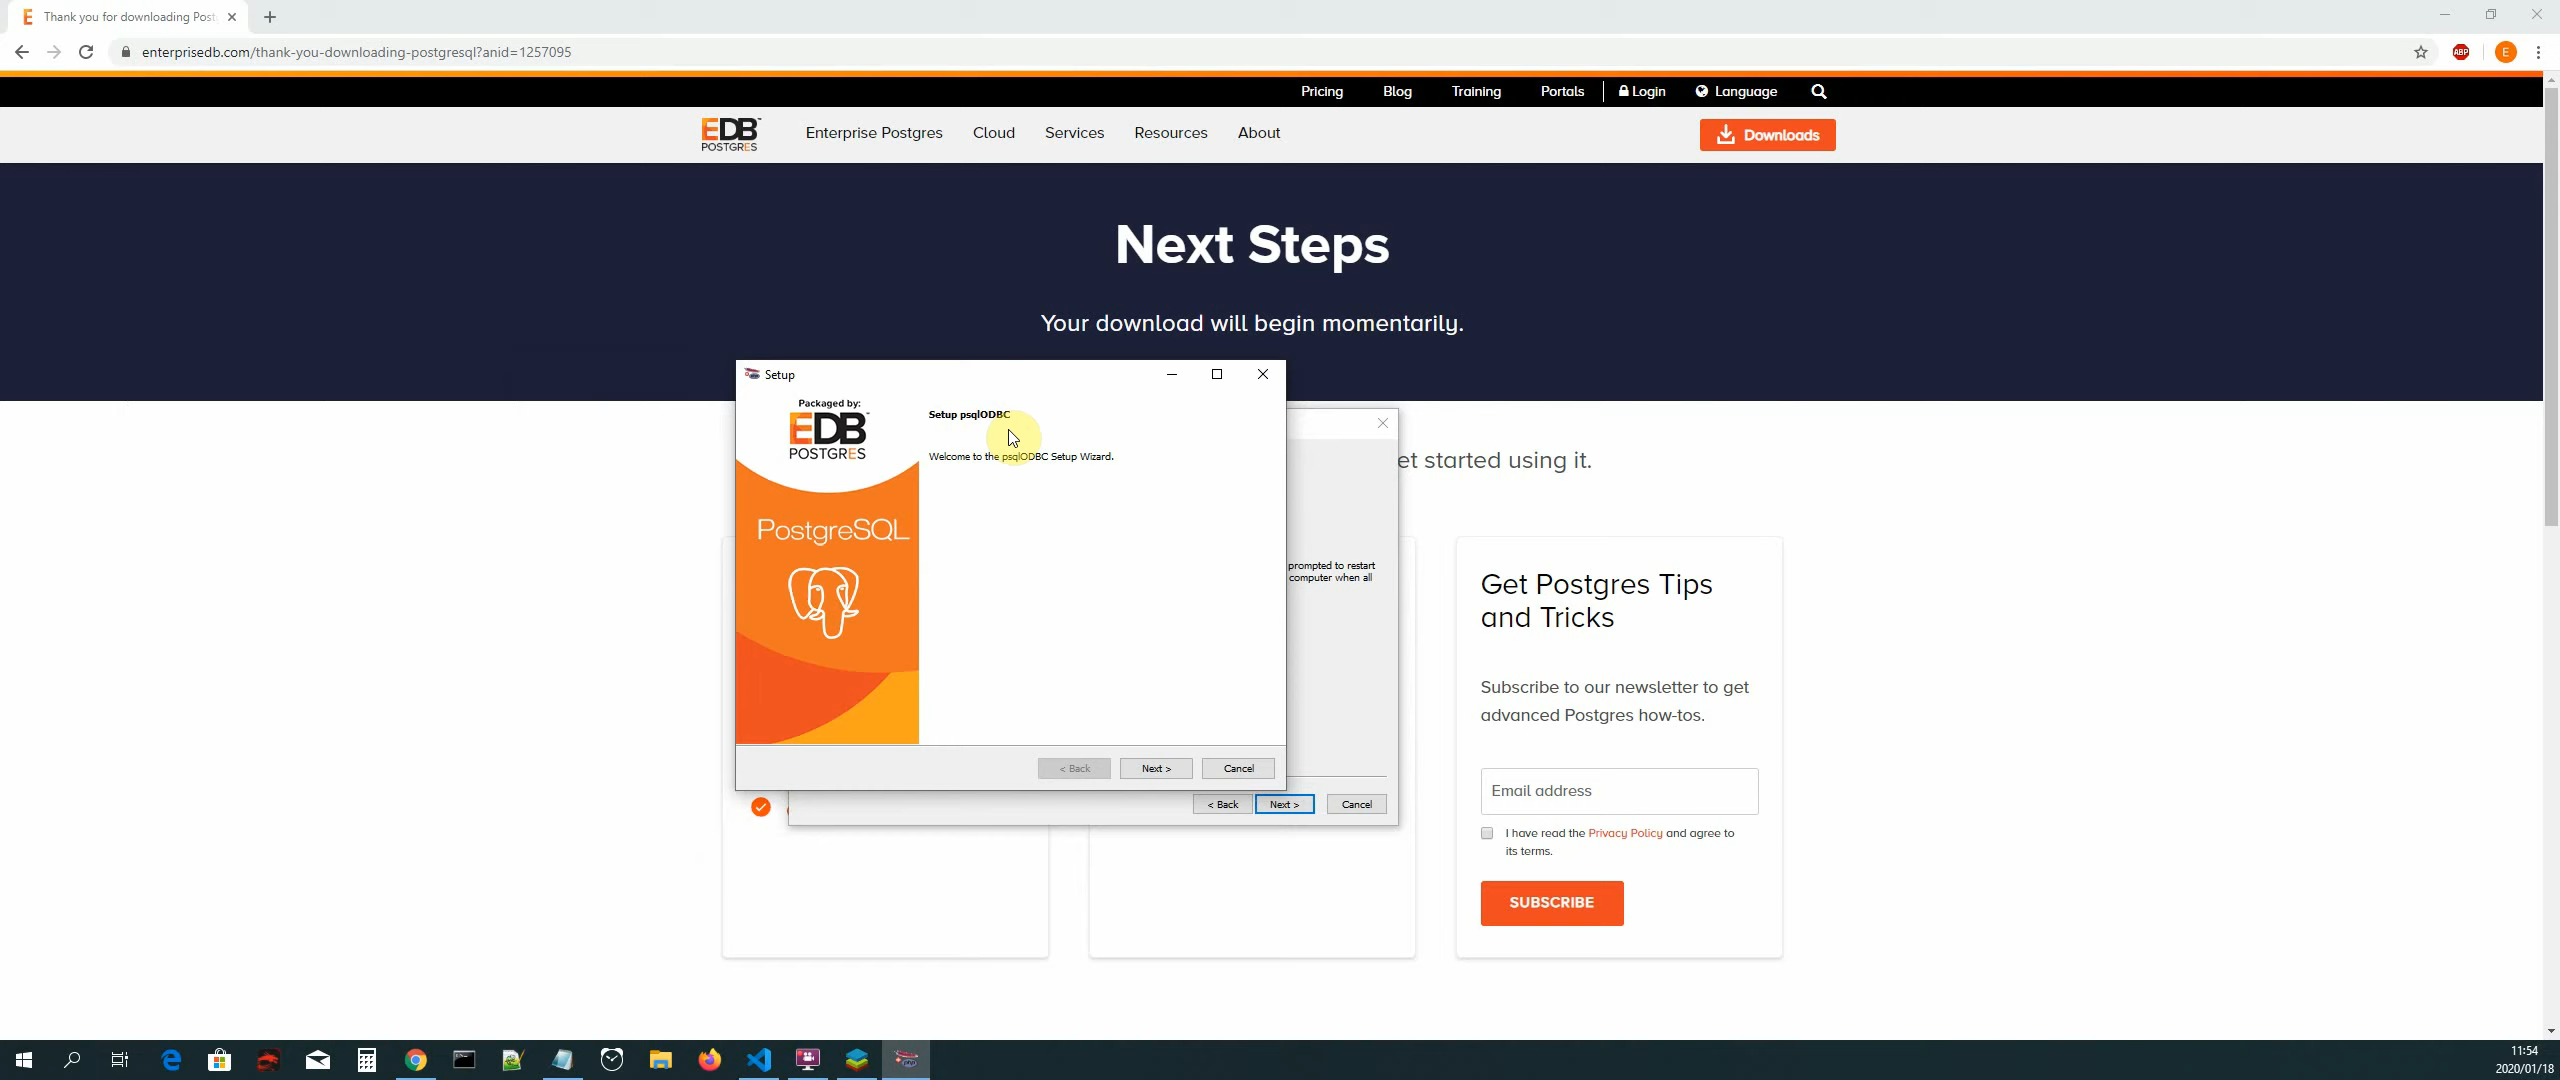 Thank you for downloading Post
enterprisedb.com/thank-you-downloading-postgresql?anid=1257095
ABP
E
Pricing
Blog
Training
Portals
Login
Language
EDB
POSTGRES
Enterprise Postgres
Cloud
Services
Resources
About
Downloads
Next Steps
Your download will begin momentarily.
Setup
Packaged by:
EDB
POSTGRES
PostgreSQL
Setup psqlODBC
Welcome to the psqlODBC Setup Wizard.
< Back
Next >
Cancel
et started using it.
prompted to restart
computer when all
< Back
Next >
Cancel
Get Postgres Tips
and Tricks
Subscribe to our newsletter to get
advanced Postgres how-tos.
Email address
I have read the Privacy Policy and agree to
its terms.
SUBSCRIBE
11:54
2020/01/18